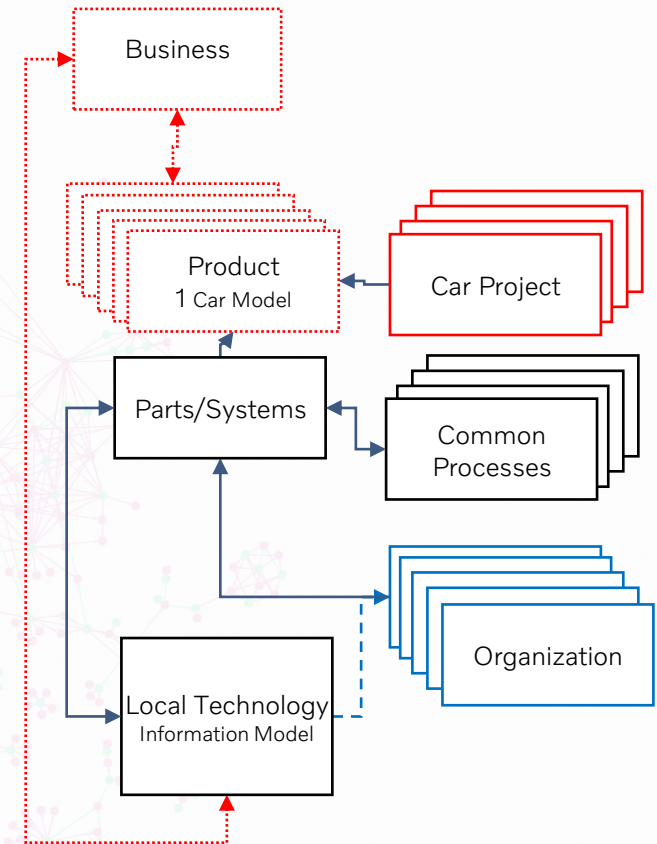 Business
Product
1 Car Model
Car Project
Parts/Systems
Common
Processes
Organization
Local Technology
Information Model